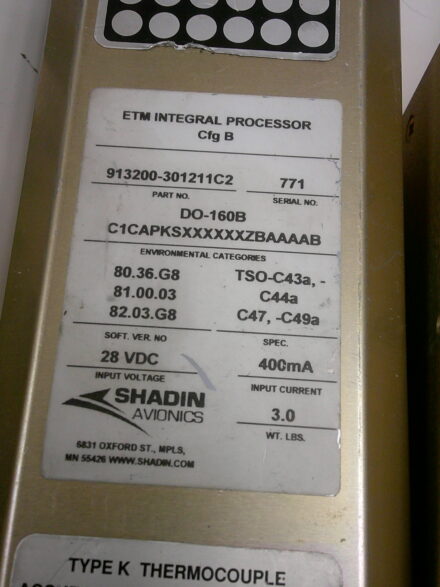 ETM INTEGRAL PROCESSOR
Cfg B
913200-301211C2 771
PART NO. SERIAL NO.
DO-160B
C1CAPKSXXXXXXZBAAAAB
ENVIRONMENTAL CATEGORIES
80.36.G8 TSO-C43a, -
81.00.03 C44a
82.03.G8 C47, -C49a
SOFT. VER. NO SPEC.
28 VDC 400mA
INPUT VOLTAGE INPUT CURRENT
SHADIN
AVIONICS
3.0
WT. LBS.
6831 OXFORD ST., MPLS,
MN 55426 WWW.SHADIN.COM
TYPE K THERMOCOUPLE